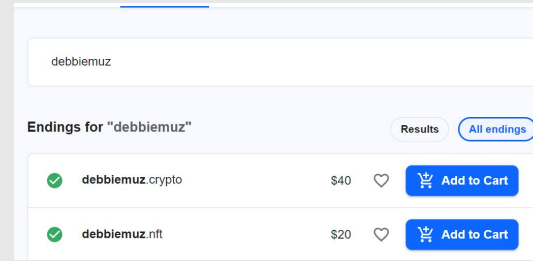 debbiemuz
Endings for "debbiemuz" Results All endings
debbiemuz.crypto $40 Add to Cart
debbiemuz.nft $20 Add to Cart